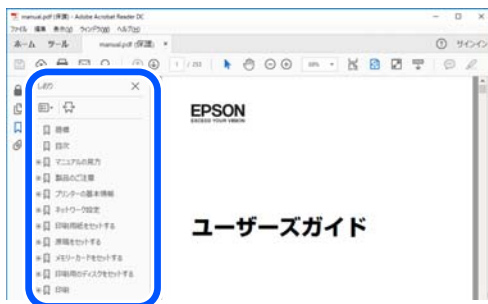 manual.pdf (保護) - Adobe Acrobat Reader DC
ファイル 編集 表示(V) ウィンドウ(W) ヘルプ(H)
ホーム ツール manual.pdf (保護) ×
サインイン
1 / 253
しおり
商標
目次
マニュアルの見方
製品のご注意
プリンターの基本情報
ネットワーク設定
印刷用紙をセットする
原稿をセットする
メモリーカードをセットする
印刷用のディスクをセットする
印刷
EPSON
EXCEED YOUR VISION
ユーザーズガイド